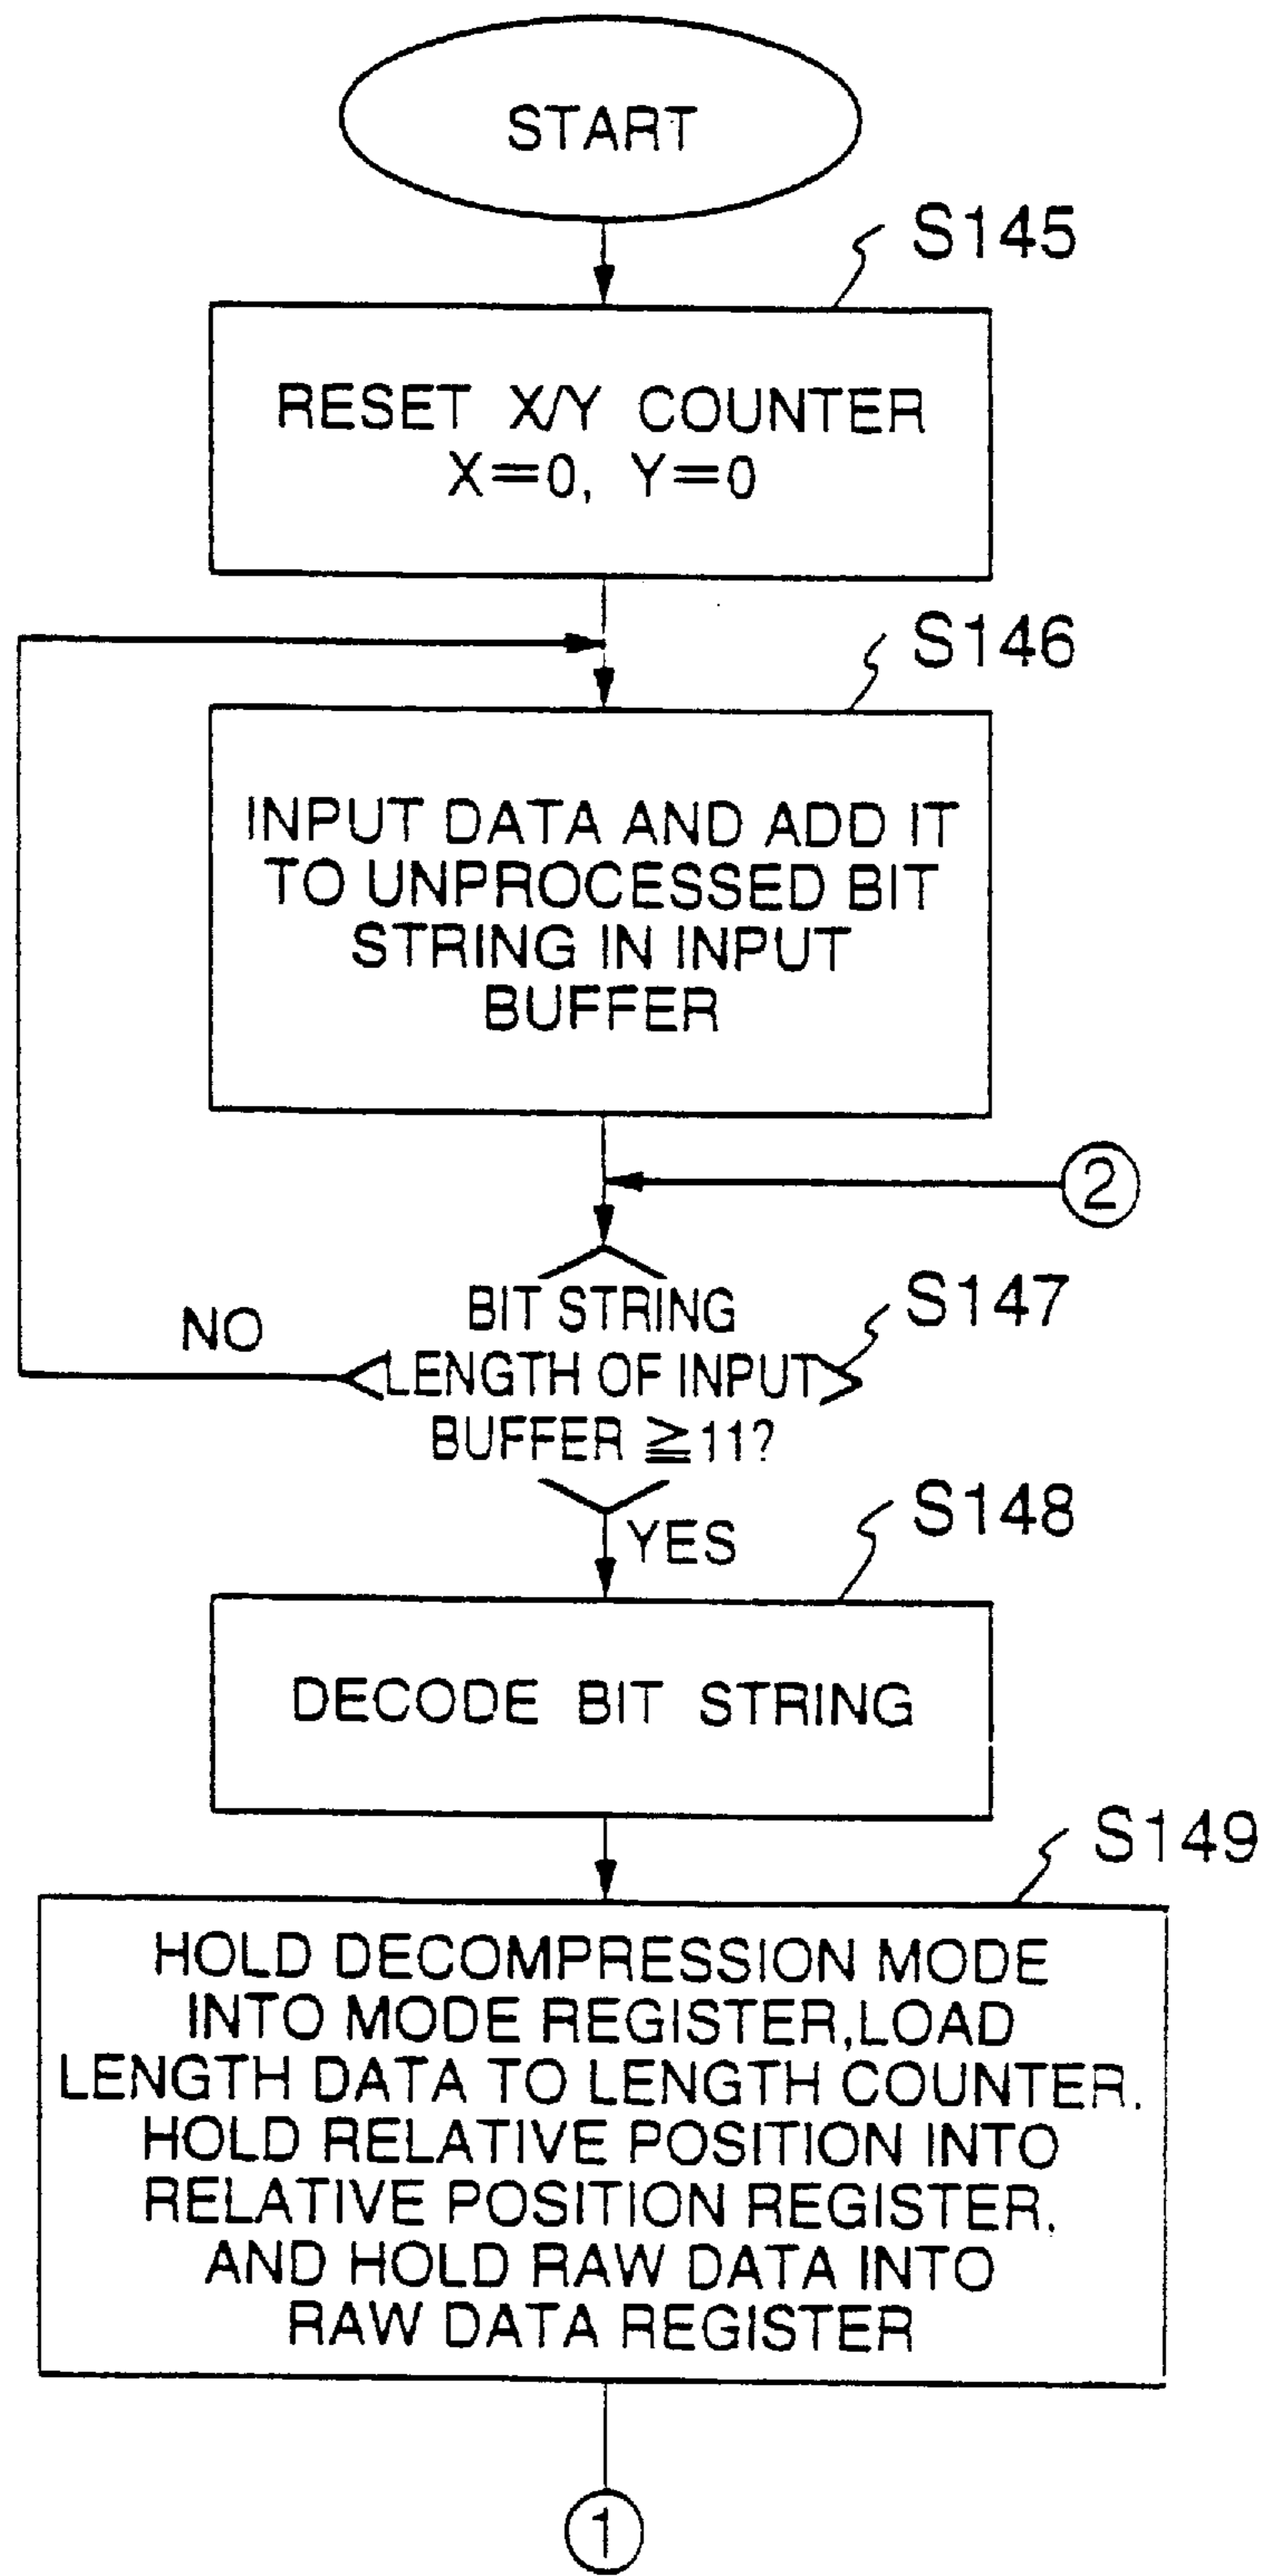 START
S145
RESET X/Y COUNTER
X=0, Y=0
S146
INPUT DATA AND ADD IT
TO UNPROCESSED BIT
STRING IN INPUT
BUFFER
2
S147
NO
BIT STRING
LENGTH OF INPUT
BUFFER ≧11?
S148
YES
DECODE BIT STRING
S149
HOLD DECOMPRESSION MODE
INTO MODE REGISTER,LOAD
LENGTH DATA TO LENGTH COUNTER.
HOLD RELATIVE POSITION INTO
RELATIVE POSITION REGISTER.
AND HOLD RAW DATA INTO
RAW DATA REGISTER
1